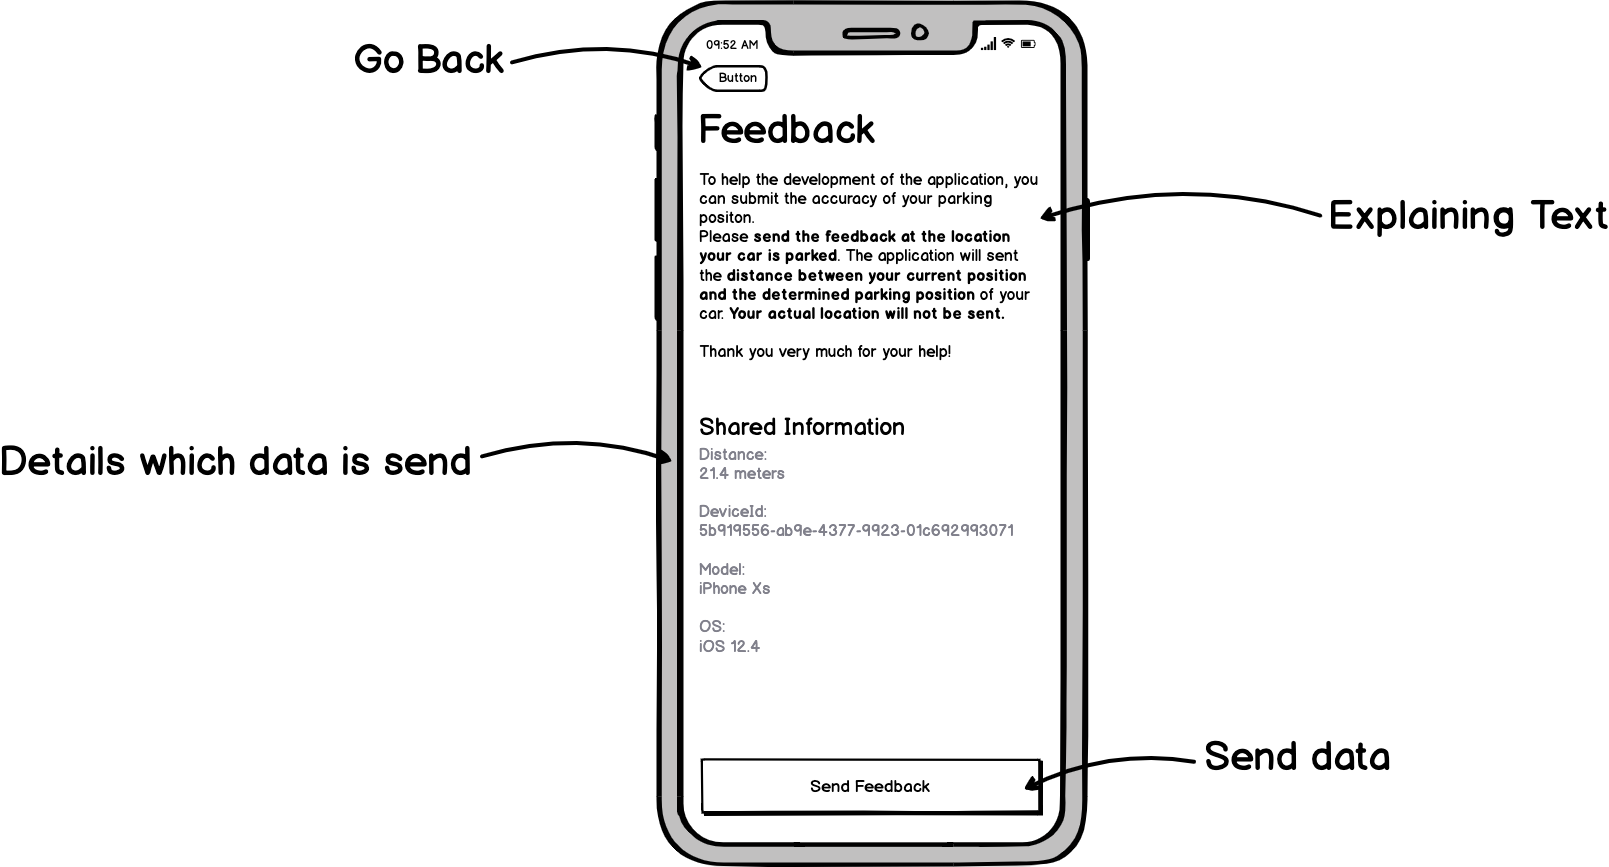 09:52 AM
Go Back
Button
Feedback
To help the development of the application, you
can submit the accuracy of your parking
positon.
Please send the feedback at the location
your car is parked. The application will sent
the distance between your current position
and the determined parking position of your
car. Your actual location will not be sent.
Thank you very much for your help!
Explaining Text
Shared Information
Details which data is send
Distance:
21.4 meters
DeviceId:
5b919556-ab9e-4377-9923-01c692993071
Model:
iPhone Xs
OS:
iOS 12.4
Send Feedback
Send data